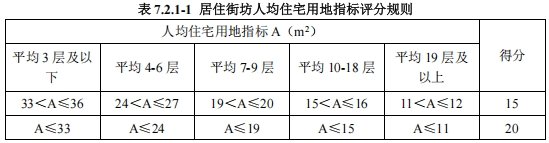 表 7.2.1-1 居住街坊人均住宅用地指标评分规则
人均住宅用地指标 A（m²） 得分
平均 3 层及以下 平均 4-6 层 平均 7-9 层 平均 10-18 层 平均 19 层及以上
33＜A≤36 24＜A≤27 19＜A≤20 15＜A≤16 11＜A≤12 15
A≤33 A≤24 A≤19 A≤15 A≤11 20